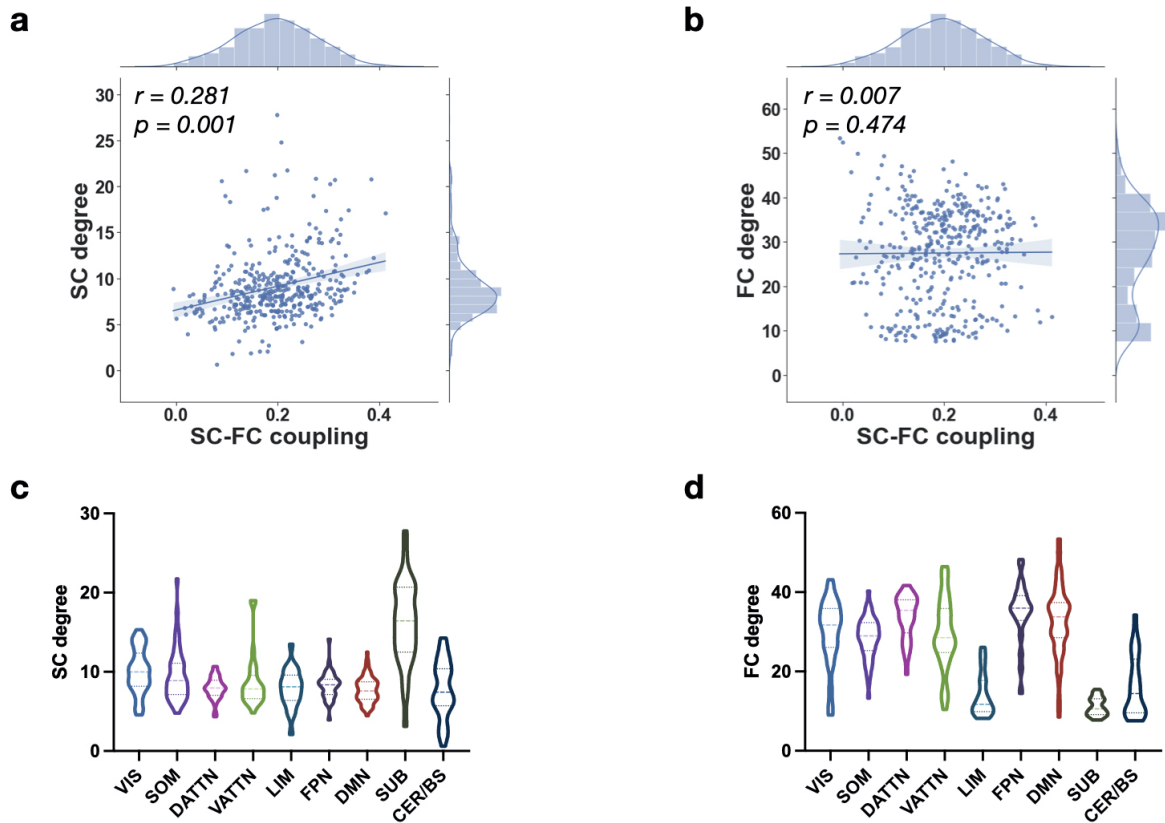 a
r = 0.281
p = 0.001
30
25
20
15
10
5
0
SC degree
0.0 0.2 0.4
SC-FC coupling
b
r = 0.007
p = 0.474
60
50
40
30
20
10
0
FC degree
0.0 0.2 0.4
SC-FC coupling
c
30
20
10
0
SC degree
VIS SOM DATTN VATTN LIM FPN DMN SUB CER/BS
d
60
40
20
0
FC degree
VIS SOM DATTN VATTN LIM FPN DMN SUB CER/BS